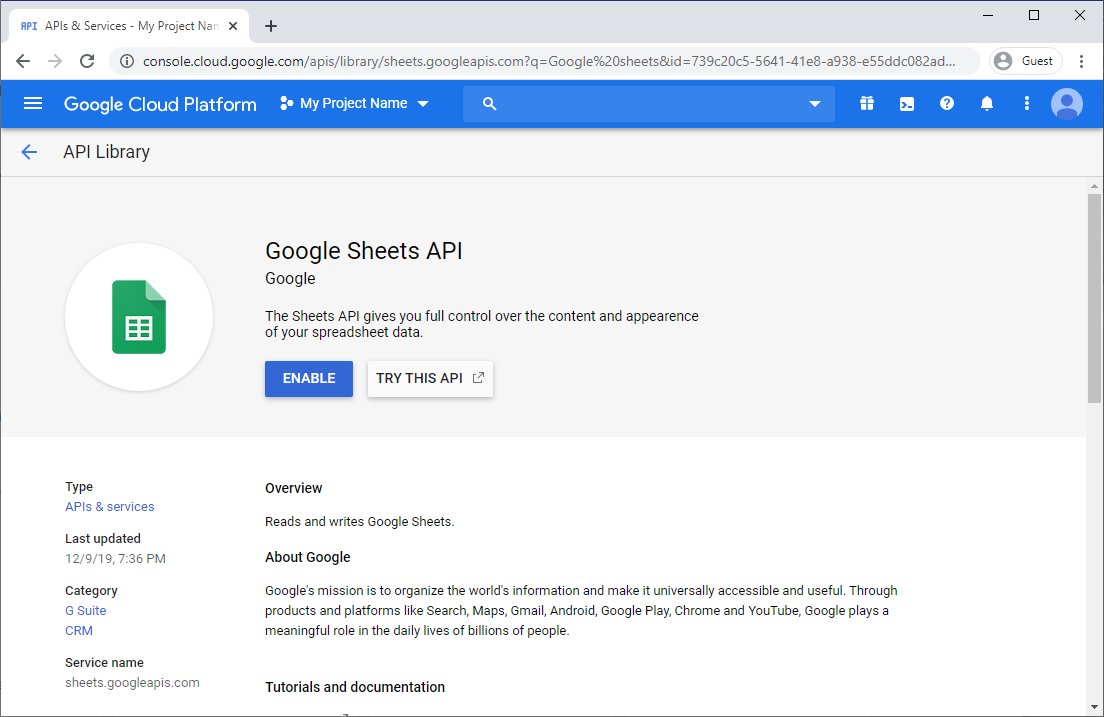 API APIs & Services - My Project Nam
console.cloud.google.com/apis/library/sheets.googleapis.com?q=Google%20sheets&id=739c20c5-5641-41e8-a938-e55ddc082ad...
Guest
Google Cloud Platform
My Project Name
API Library
Google Sheets API
Google
The Sheets API gives you full control over the content and appearence
of your spreadsheet data.
ENABLE
TRY THIS API
Type
APIs & services
Last updated
12/9/19, 7:36 PM
Category
G Suite
CRM
Service name
sheets.googleapis.com
Overview
Reads and writes Google Sheets.
About Google
Google's mission is to organize the world's information and make it universally accessible and useful. Through
products and platforms like Search, Maps, Gmail, Android, Google Play, Chrome and YouTube, Google plays a
meaningful role in the daily lives of billions of people.
Tutorials and documentation